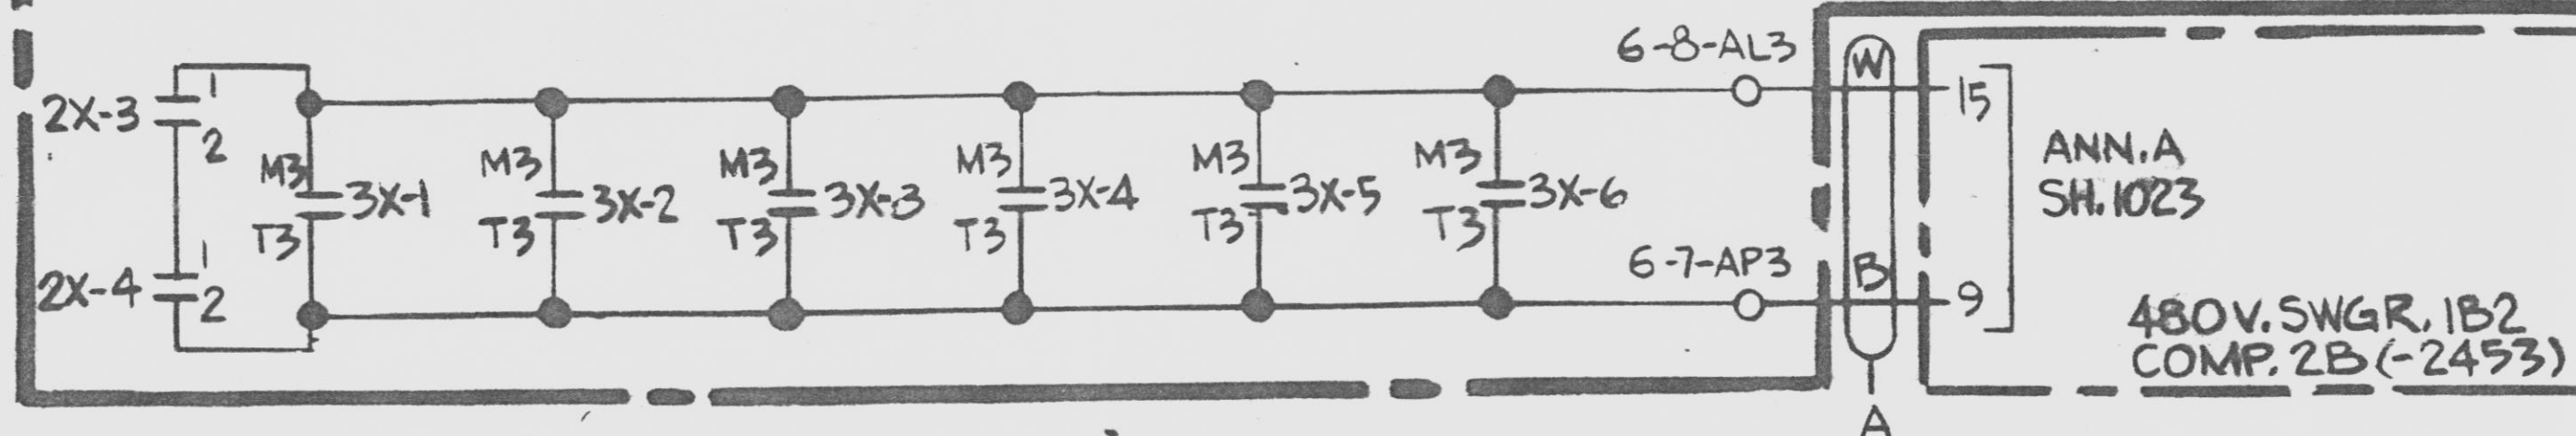 6-8-AL3
W
2X-3
1
2
15
M3
3X-1
T3
M3
3X-2
T3
M3
3X-3
T3
M3
3X-4
T3
M3
3X-5
T3
M3
3X-6
T3
ANN.A
SH.1023
2X-4
1
2
6-7-AP3
B
9
480V.SWGR.1B2
COMP.2B(-2453)
A